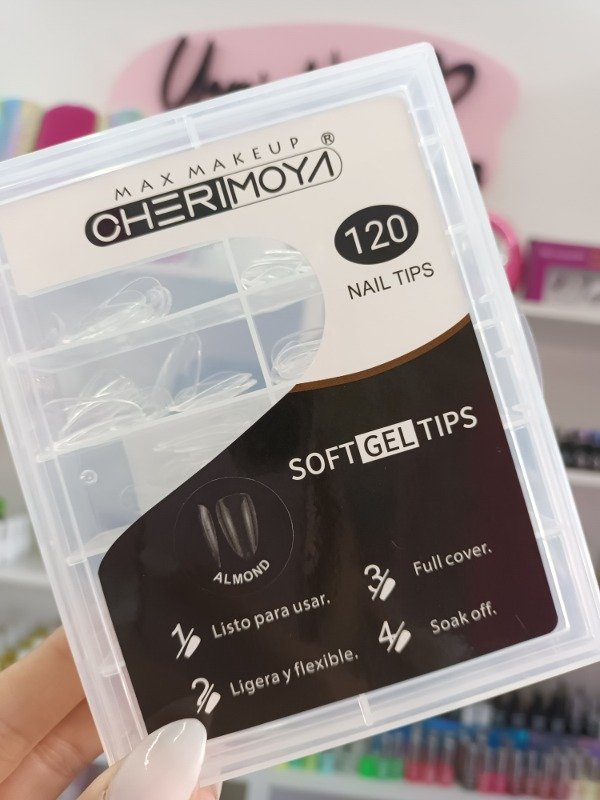 MAX MAKEUP
CHERIMOYA®
120
NAIL TIPS
SOFT GEL TIPS
ALMOND
1 Listo para usar.
2 Ligera y flexible.
3 Full cover.
4 Soak off.